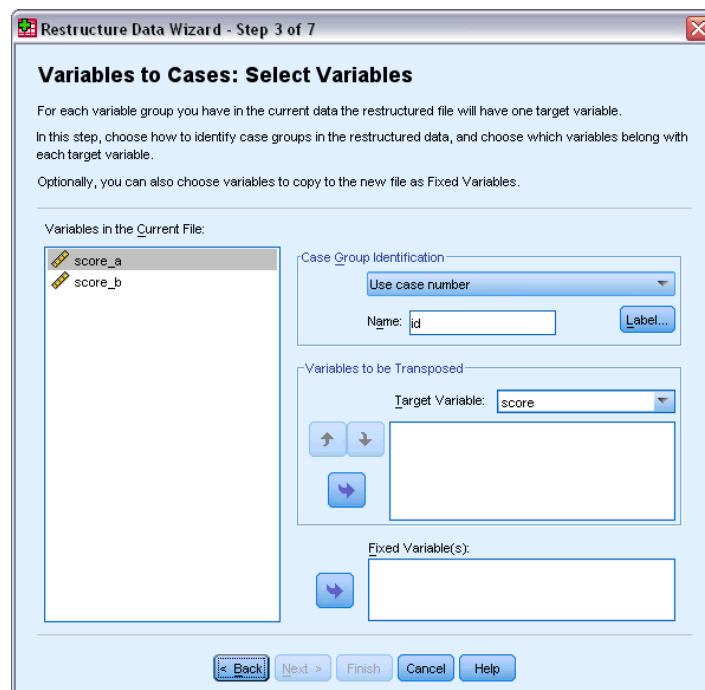 Restructure Data Wizard - Step 3 of 7
Variables to Cases: Select Variables
For each variable group you have in the current data the restructured file will have one target variable.
In this step, choose how to identify case groups in the restructured data, and choose which variables belong with
each target variable.
Optionally, you can also choose variables to copy to the new file as Fixed Variables.
Variables in the Current File:
score_a
score_b
Case Group Identification
Use case number
Name: id
Label...
Variables to be Transposed
Target Variable: score
Fixed Variable(s):
< Back Next > Finish Cancel Help